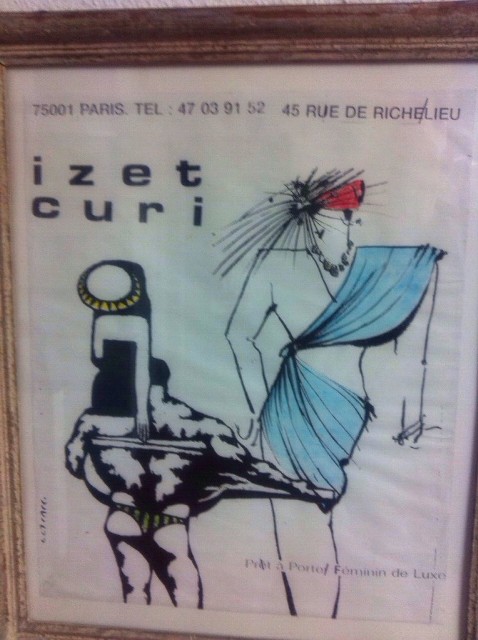 75001 PARIS. TEL : 47 03 91 52 45 RUE DE RICHELIEU
izet
curi
Prêt à Porter Féminin de Luxe